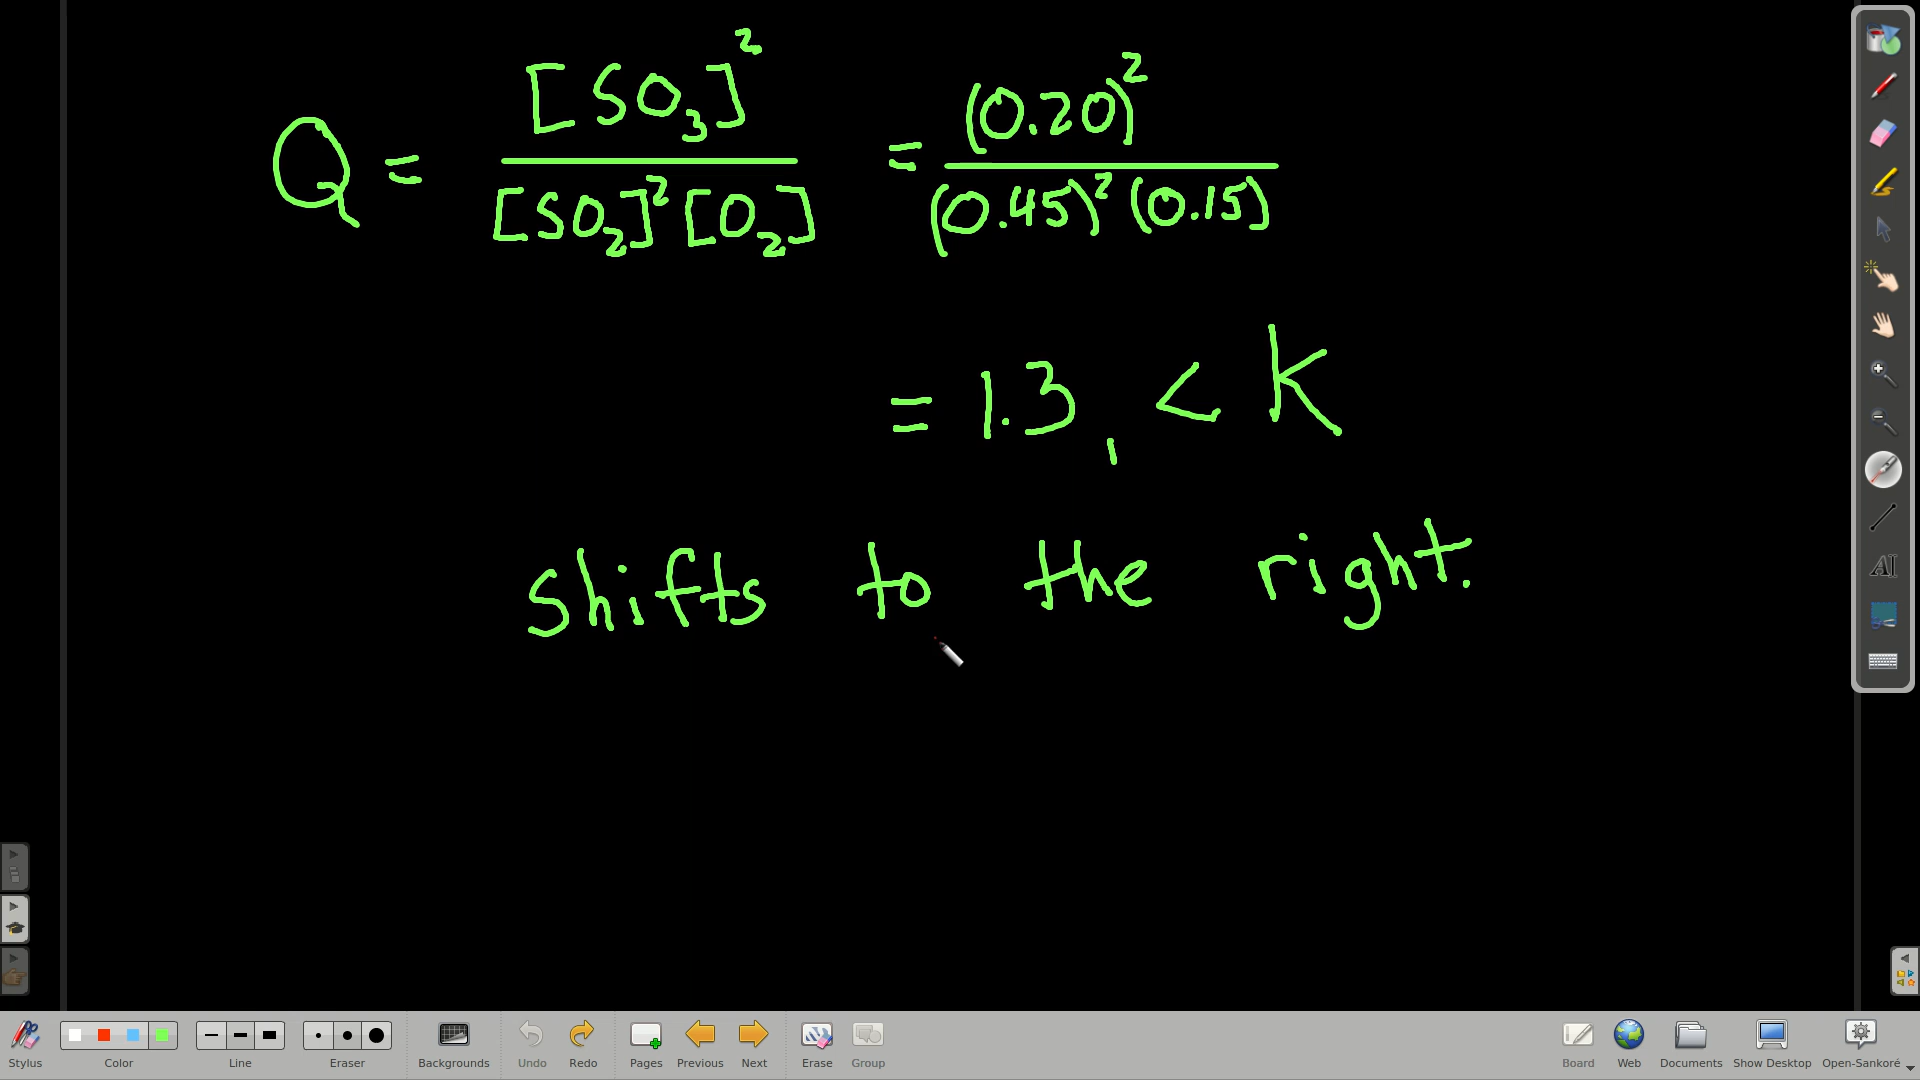 Q = [SO₃]² / [SO₂]²[O₂] = (0.20)² / (0.45)²(0.15)
= 1.3, < K
shifts to the right.
AI
Stylus Color Line Eraser Backgrounds Undo Redo Pages Previous Next Erase Group Board Web Documents Show Desktop Open-Sankoré